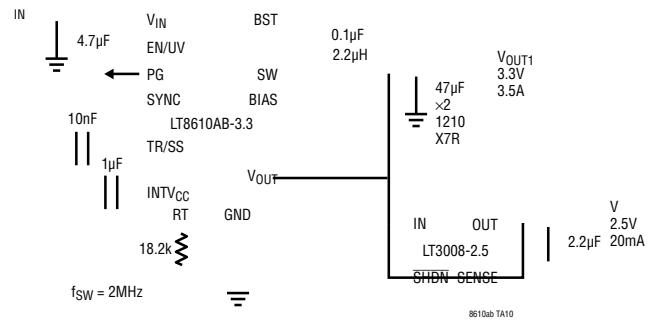 IN
VIN BST
4.7µF
EN/UV
0.1µF
2.2µH
PG SW
VOUT1
3.3V
3.5A
SYNC BIAS
47µF
×2
1210
X7R
LT8610AB-3.3
10nF
TR/SS
1µF
VOUT
INTVCC
RT GND
18.2k
IN OUT
LT3008-2.5
SHDN SENSE
2.2µF
V
2.5V
20mA
fSW = 2MHz
8610ab TA10